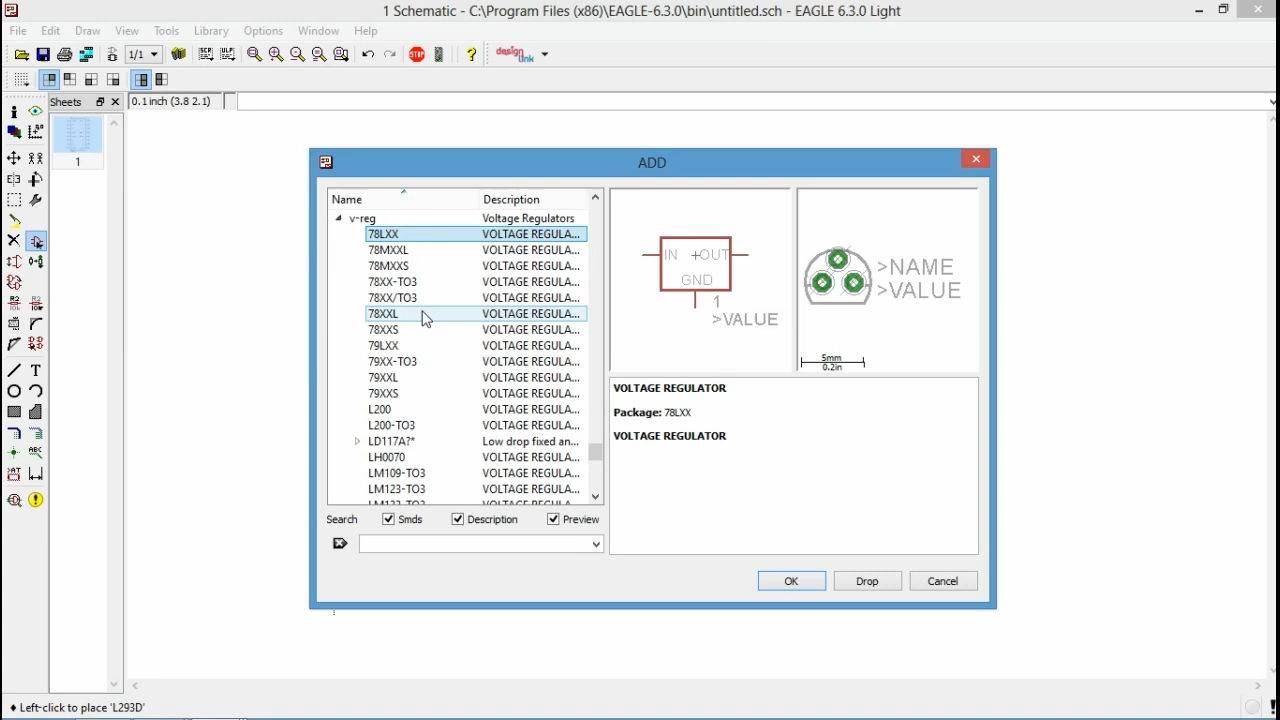 1 Schematic - C:\Program Files (x86)\EAGLE-6.3.0\bin\untitled.sch - EAGLE 6.3.0 Light
File Edit Draw View Tools Library Options Window Help
1/1 SCR ULP STOP ? design link
Sheets
0.1 inch (3.8 2.1)
1
ADD
Name Description
v-reg Voltage Regulators
78LXX VOLTAGE REGULA...
78MXXL VOLTAGE REGULA...
78MXXS VOLTAGE REGULA...
78XX-TO3 VOLTAGE REGULA...
78XX/TO3 VOLTAGE REGULA...
78XXL VOLTAGE REGULA...
78XXS VOLTAGE REGULA...
79LXX VOLTAGE REGULA...
79XX-TO3 VOLTAGE REGULA...
79XXL VOLTAGE REGULA...
79XXS VOLTAGE REGULA...
L200 VOLTAGE REGULA...
L200-TO3 VOLTAGE REGULA...
LD117A?* Low drop fixed an...
LH0070 VOLTAGE REGULA...
LM109-TO3 VOLTAGE REGULA...
LM123-TO3 VOLTAGE REGULA...
IN +OUT
GND
1
>VALUE
>NAME
>VALUE
5mm
0.2in
VOLTAGE REGULATOR
Package: 78LXX
VOLTAGE REGULATOR
Search Smds Description Preview
OK Drop Cancel
Left-click to place 'L293D'